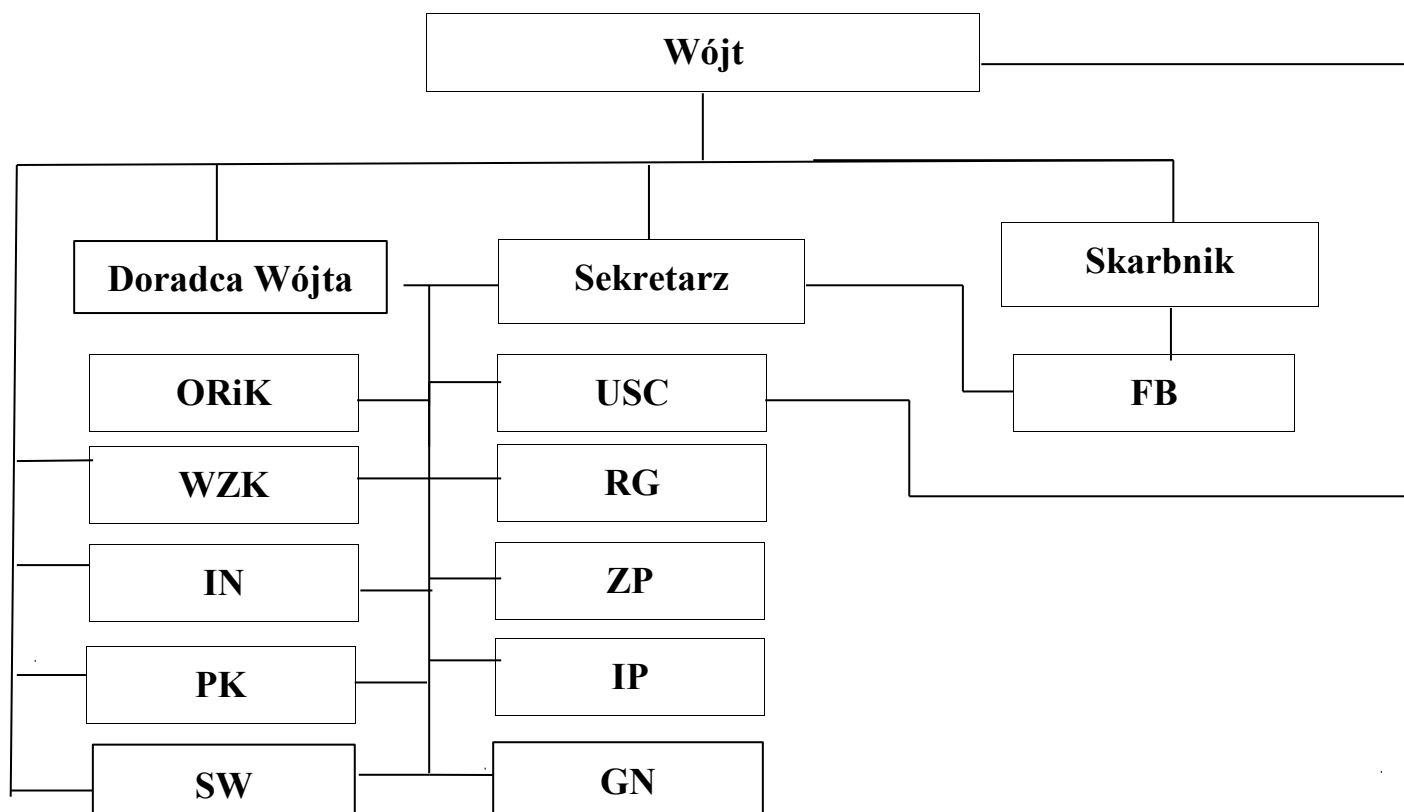 Wójt
Doradca Wójta
Sekretarz
Skarbnik
ORiK
USC
FB
WZK
RG
IN
ZP
PK
IP
SW
GN